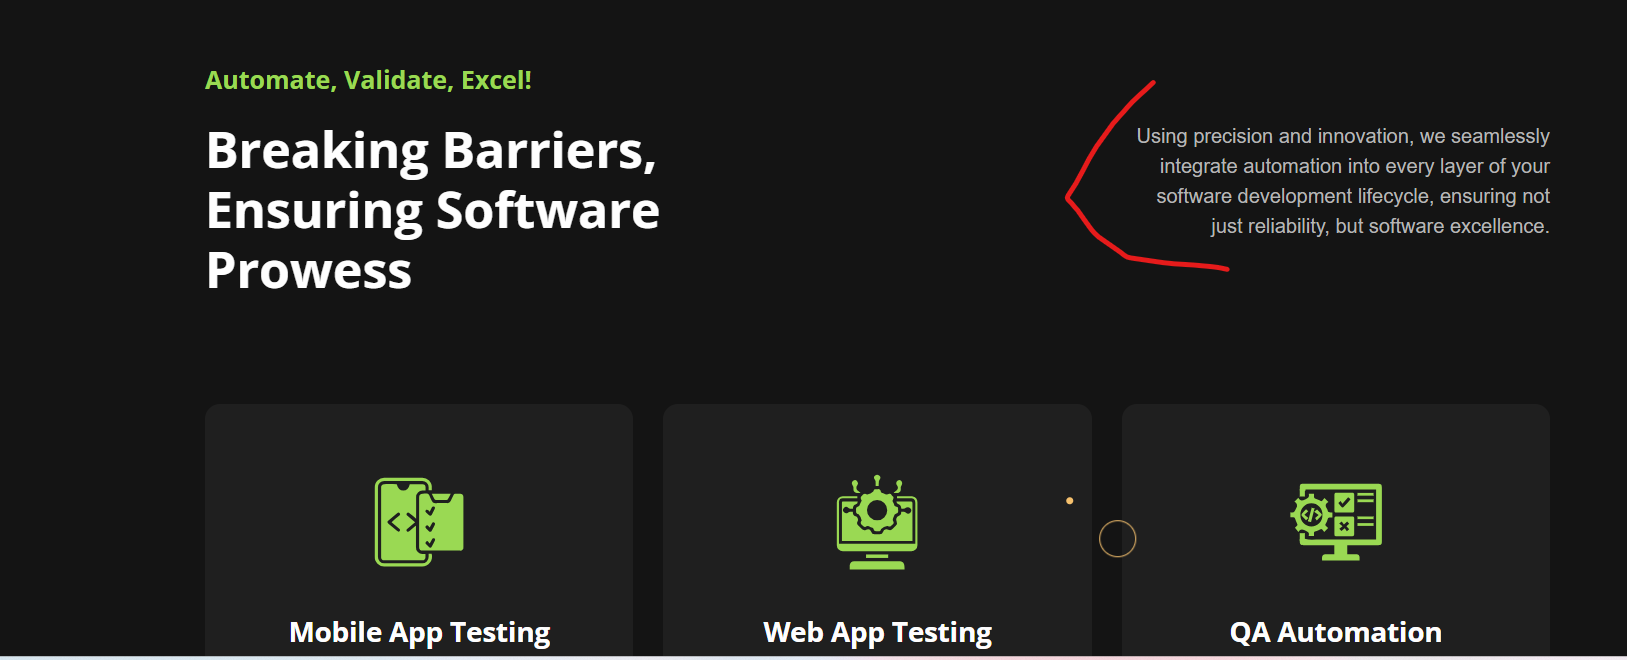 Automate, Validate, Excel!
Breaking Barriers,
Ensuring Software
Prowess
Using precision and innovation, we seamlessly
integrate automation into every layer of your
software development lifecycle, ensuring not
just reliability, but software excellence.
Mobile App Testing
Web App Testing
QA Automation